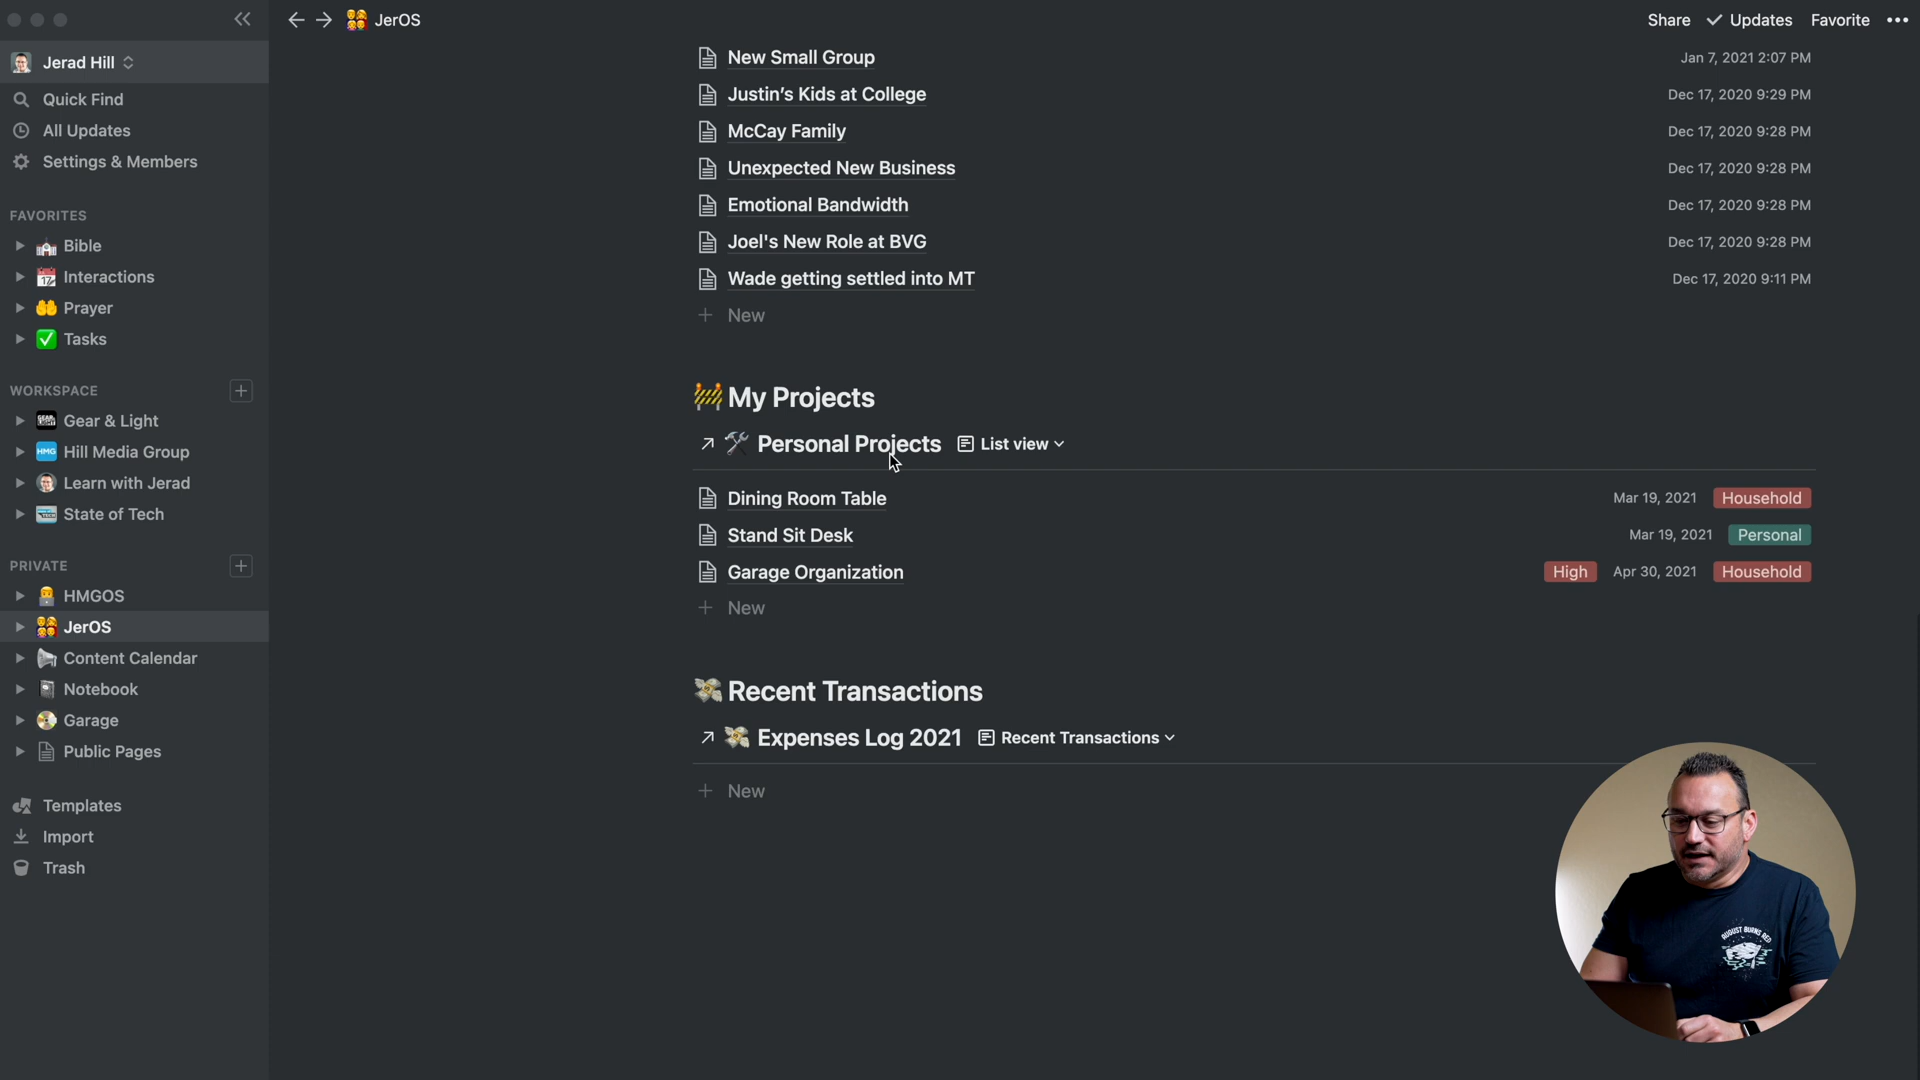 JerOS
Share
Updates
Favorite
Jerad Hill
Quick Find
All Updates
Settings & Members
FAVORITES
Bible
Interactions
Prayer
Tasks
WORKSPACE
Gear & Light
HMG Hill Media Group
Learn with Jerad
State of Tech
PRIVATE
HMGOS
JerOS
Content Calendar
Notebook
Garage
Public Pages
Templates
Import
Trash
New Small Group Jan 7, 2021 2:07 PM
Justin’s Kids at College Dec 17, 2020 9:29 PM
McCay Family Dec 17, 2020 9:28 PM
Unexpected New Business Dec 17, 2020 9:28 PM
Emotional Bandwidth Dec 17, 2020 9:28 PM
Joel's New Role at BVG Dec 17, 2020 9:28 PM
Wade getting settled into MT Dec 17, 2020 9:11 PM
New
My Projects
Personal Projects List view
Dining Room Table Mar 19, 2021 Household
Stand Sit Desk Mar 19, 2021 Personal
Garage Organization High Apr 30, 2021 Household
New
Recent Transactions
Expenses Log 2021 Recent Transactions
New
AUGUST BURNS RED